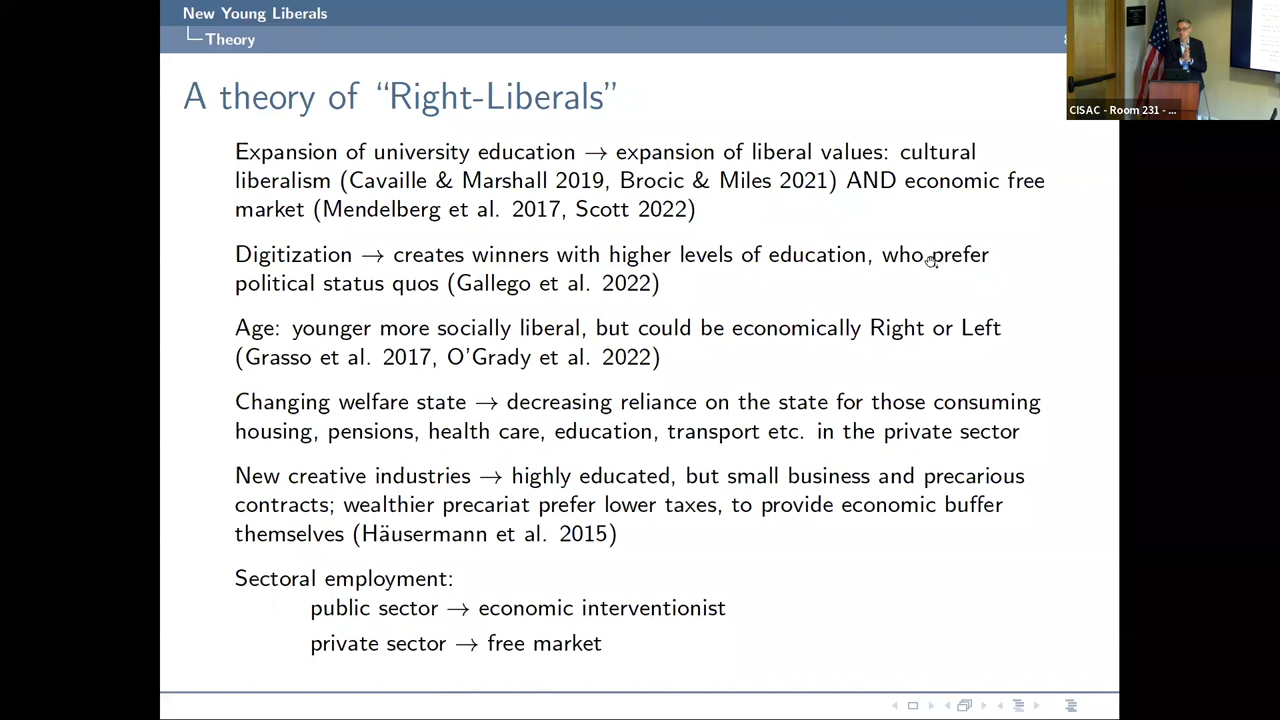 New Young Liberals
Theory
A theory of “Right-Liberals”
Expansion of university education → expansion of liberal values: cultural
liberalism (Cavaille & Marshall 2019, Brocic & Miles 2021) AND economic free
market (Mendelberg et al. 2017, Scott 2022)
Digitization → creates winners with higher levels of education, who prefer
political status quos (Gallego et al. 2022)
Age: younger more socially liberal, but could be economically Right or Left
(Grasso et al. 2017, O’Grady et al. 2022)
Changing welfare state → decreasing reliance on the state for those consuming
housing, pensions, health care, education, transport etc. in the private sector
New creative industries → highly educated, but small business and precarious
contracts; wealthier precariat prefer lower taxes, to provide economic buffer
themselves (Häusermann et al. 2015)
Sectoral employment:
public sector → economic interventionist
private sector → free market
CISAC - Room 231 - ...